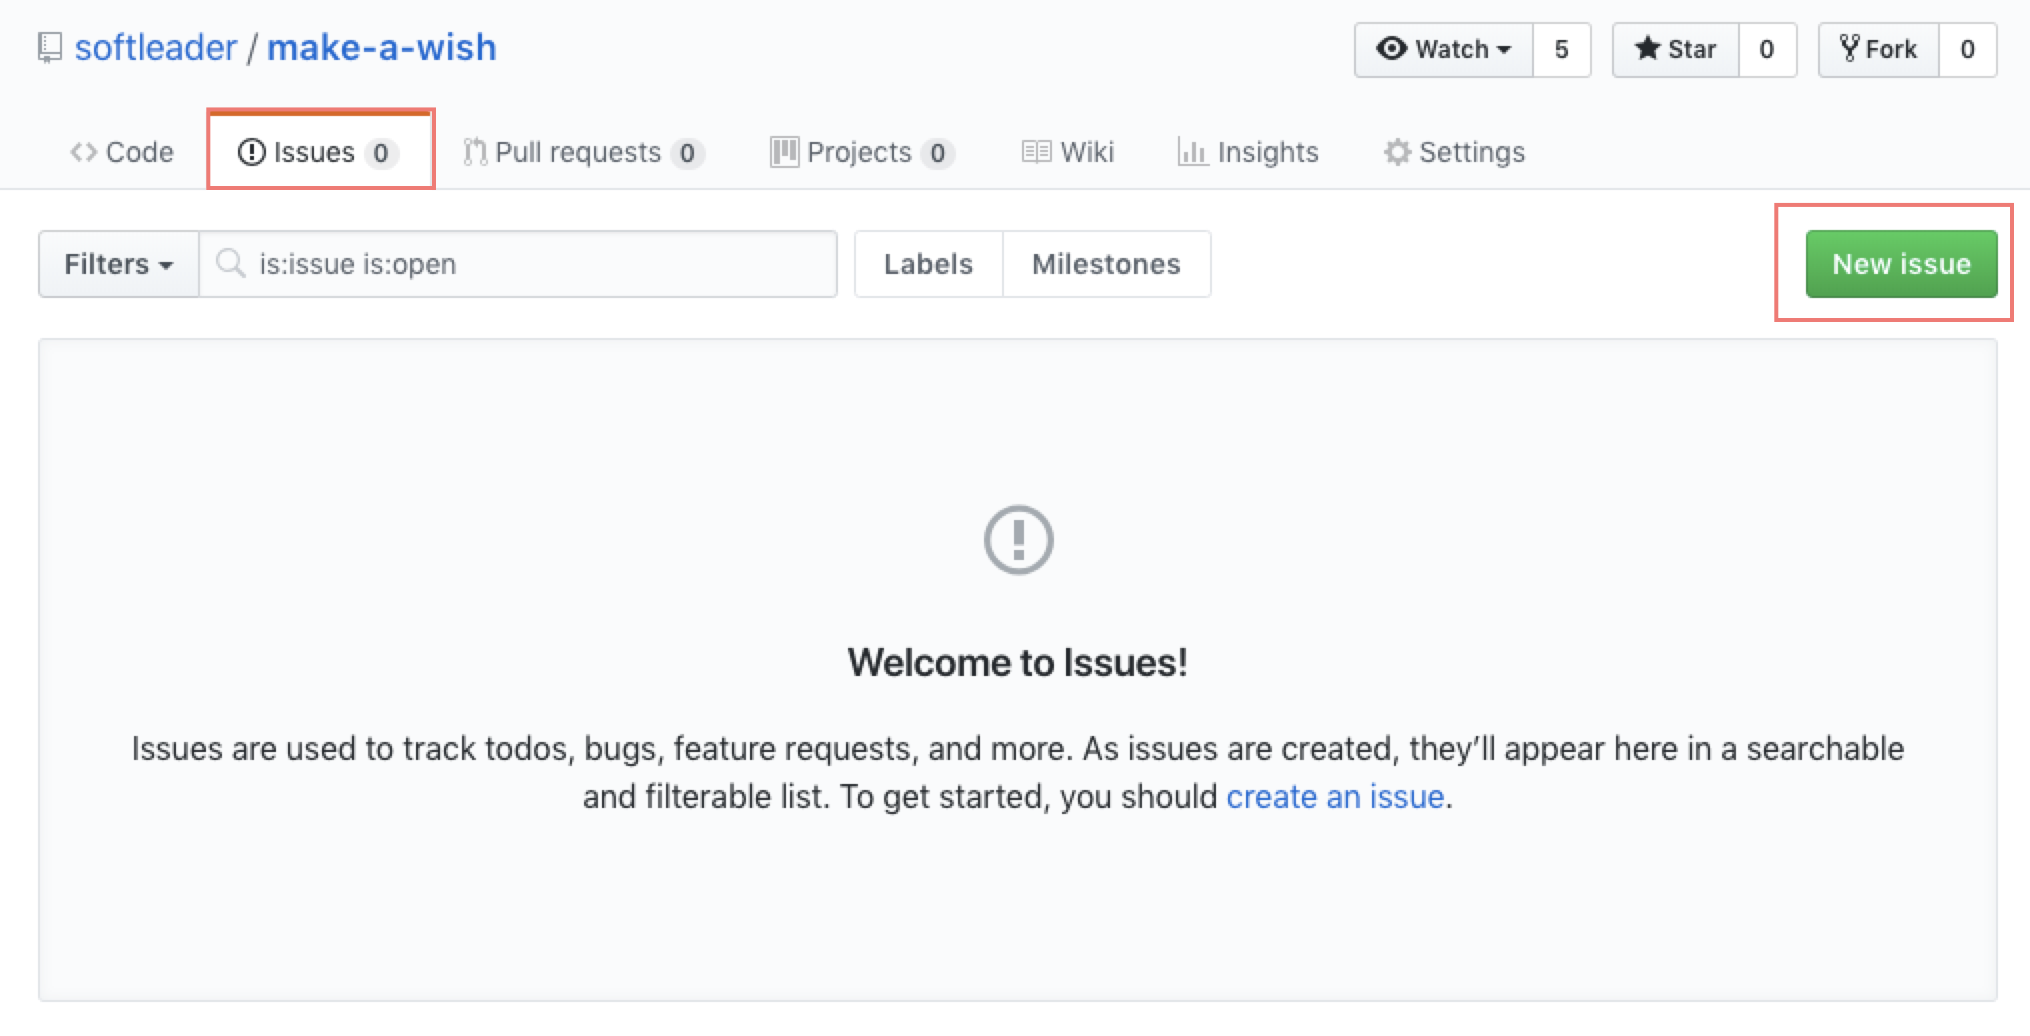 softleader / make-a-wish
Watch 5 Star 0 Fork 0
Code Issues 0 Pull requests 0 Projects 0 Wiki Insights Settings
Filters is:issue is:open Labels Milestones New issue
Welcome to Issues!
Issues are used to track todos, bugs, feature requests, and more. As issues are created, they’ll appear here in a searchable
and filterable list. To get started, you should create an issue.